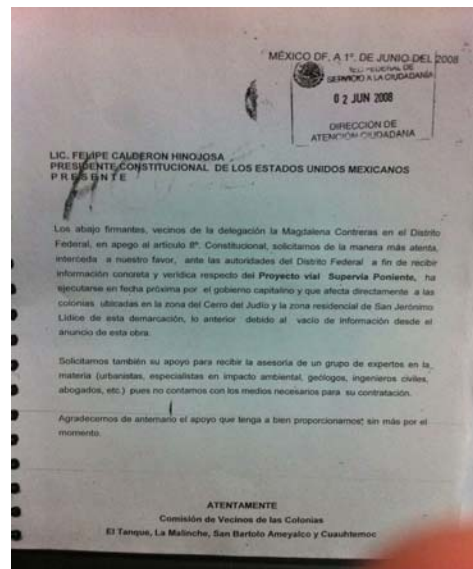 MÉXICO DF. A 1°. DE JUNIO DEL 2008
RED FEDERAL DE
SERVICIO A LA CIUDADANÍA
0 2 JUN 2008
DIRECCIÓN DE
ATENCIÓN CIUDADANA
LIC. FELIPE CALDERON HINOJOSA
PRESIDENTE CONSTITUCIONAL DE LOS ESTADOS UNIDOS MEXICANOS
P R E S E N T E
Los abajo firmantes, vecinos de la delegación la Magdalena Contreras en el Distrito
Federal, en apego al artículo 8º. Constitucional, solicitamos de la manera más atenta,
interceda a nuestro favor, ante las autoridades del Distrito Federal a fin de recibir
información concreta y verídica respecto del Proyecto vial Supervía Poniente, ha
ejecutarse en fecha próxima por el gobierno capitalino y que afecta directamente a las
colonias ubicadas en la zona del Cerro del Judío y la zona residencial de San Jerónimo
Lídice de esta demarcación, lo anterior debido al vacío de información desde el
anuncio de esta obra.
Solicitamos también su apoyo para recibir la asesoría de un grupo de expertos en la
materia (urbanistas, especialistas en impacto ambiental, geólogos, ingenieros civiles,
abogados, etc.) pues no contamos con los medios necesarios para su contratación.
Agradecemos de antemano el apoyo que tenga a bien proporcionarnos, sin más por el
momento.
ATENTAMENTE
Comisión de Vecinos de las Colonias
El Tanque, La Malinche, San Bartolo Ameyalco y Cuauhtemoc